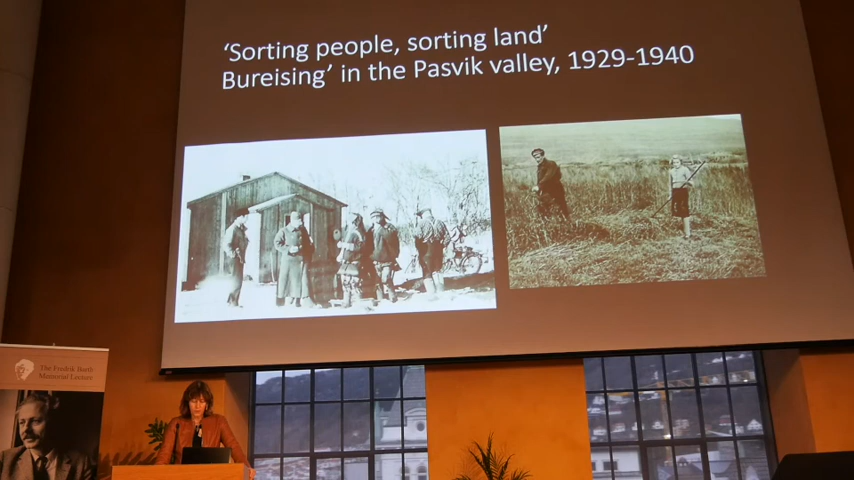 ‘Sorting people, sorting land’
Bureising’ in the Pasvik valley, 1929-1940
The Fredrik Barth
Memorial Lecture